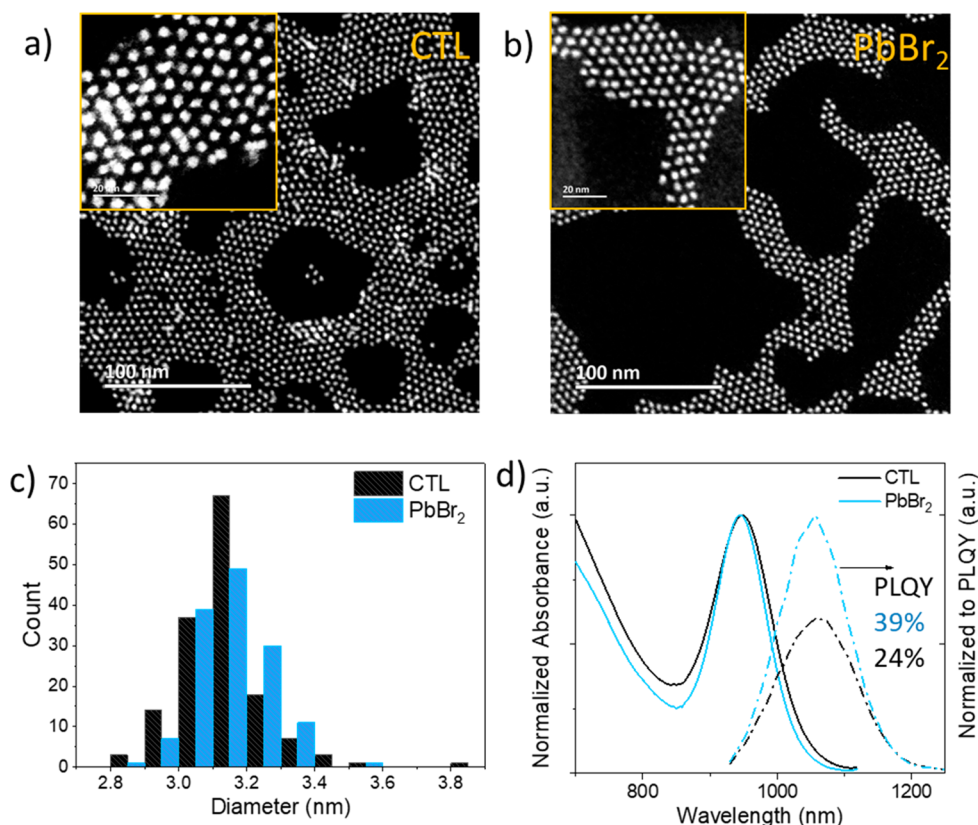 a)
CTL
20 nm
100 nm
b)
PbBr2
20 nm
100 nm
c)
CTL
PbBr2
70
60
50
40
30
20
10
0
Count
2.8 3.0 3.2 3.4 3.6 3.8
Diameter (nm)
d)
CTL
PbBr2
Normalized Absorbance (a.u.)
Normalized to PLQY (a.u.)
PLQY
39%
24%
800 1000 1200
Wavelength (nm)